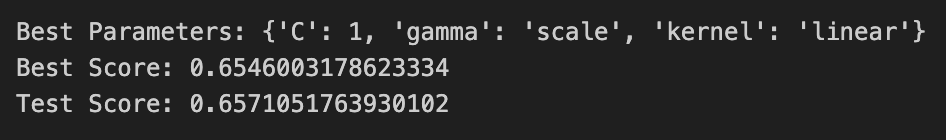 Best Parameters: {'C': 1, 'gamma': 'scale', 'kernel': 'linear'}
Best Score: 0.6546003178623334
Test Score: 0.6571051763930102